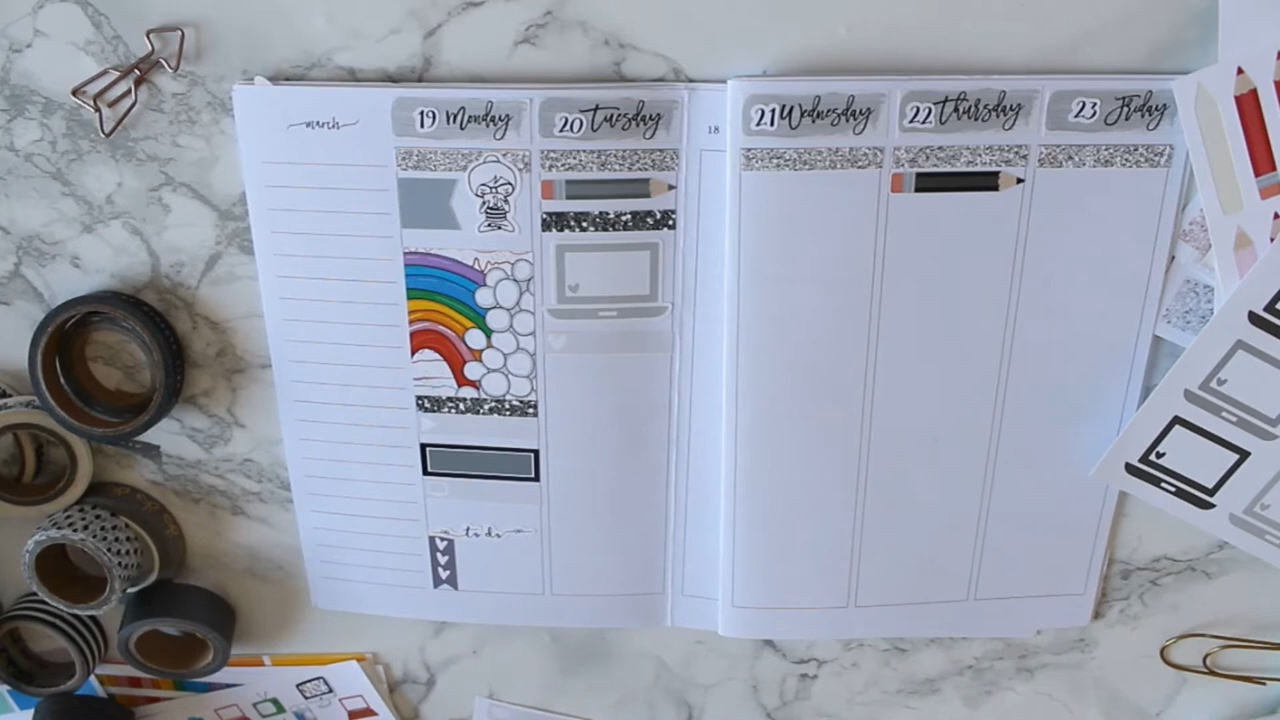 march
19 Monday
20 Tuesday
18
21 Wednesday
22 Thursday
23 Friday
to do